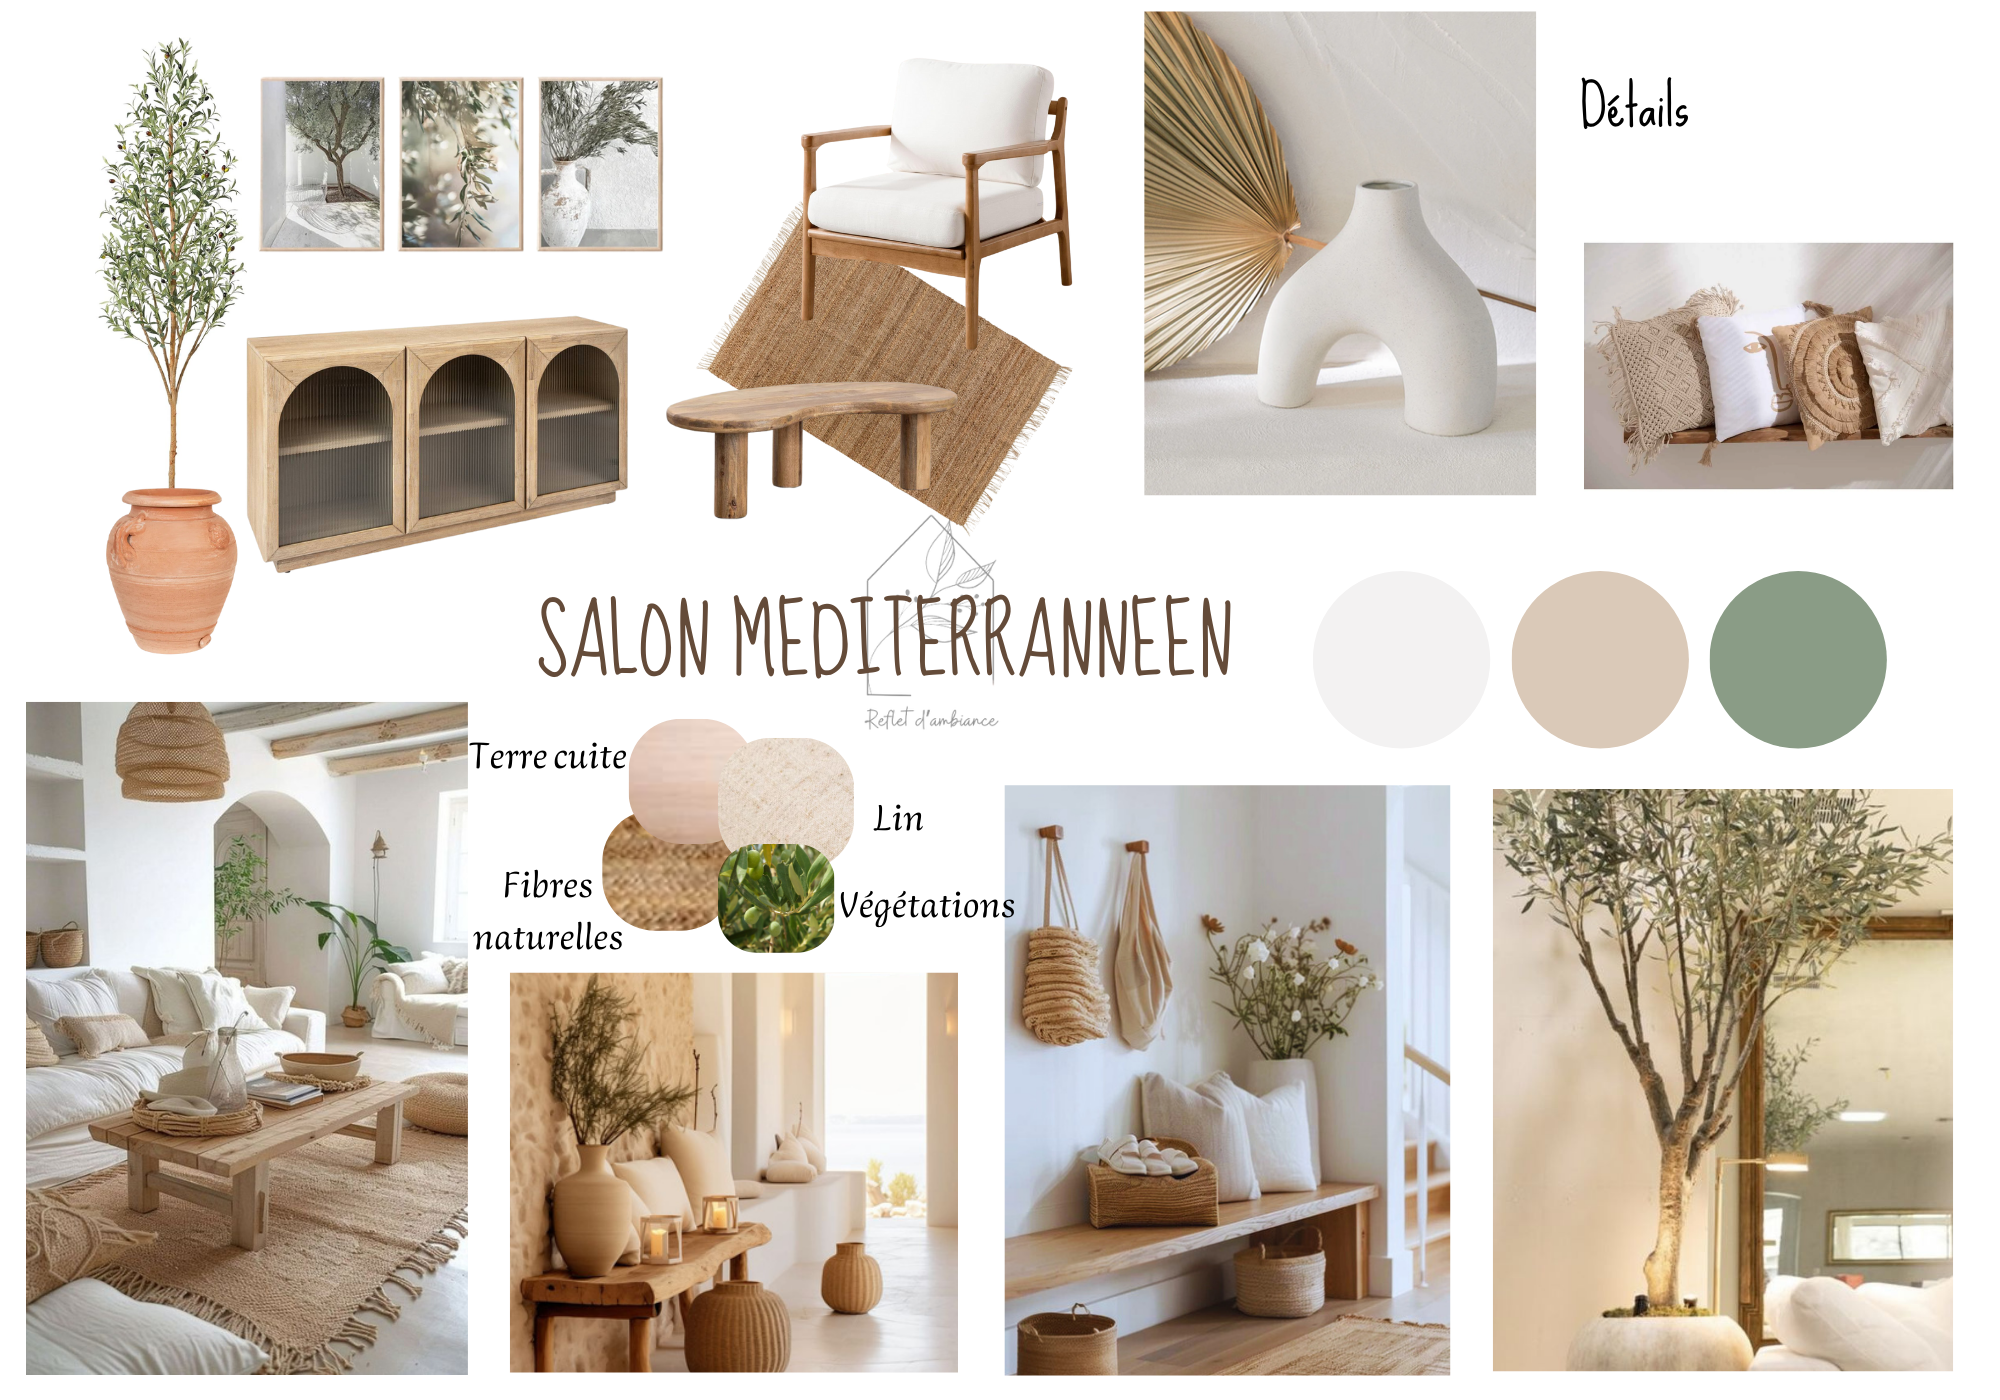 Détails
SALON MEDITERRANNEEN
Reflet d'ambiance
Terre cuite
Lin
Fibres
naturelles
Végétations